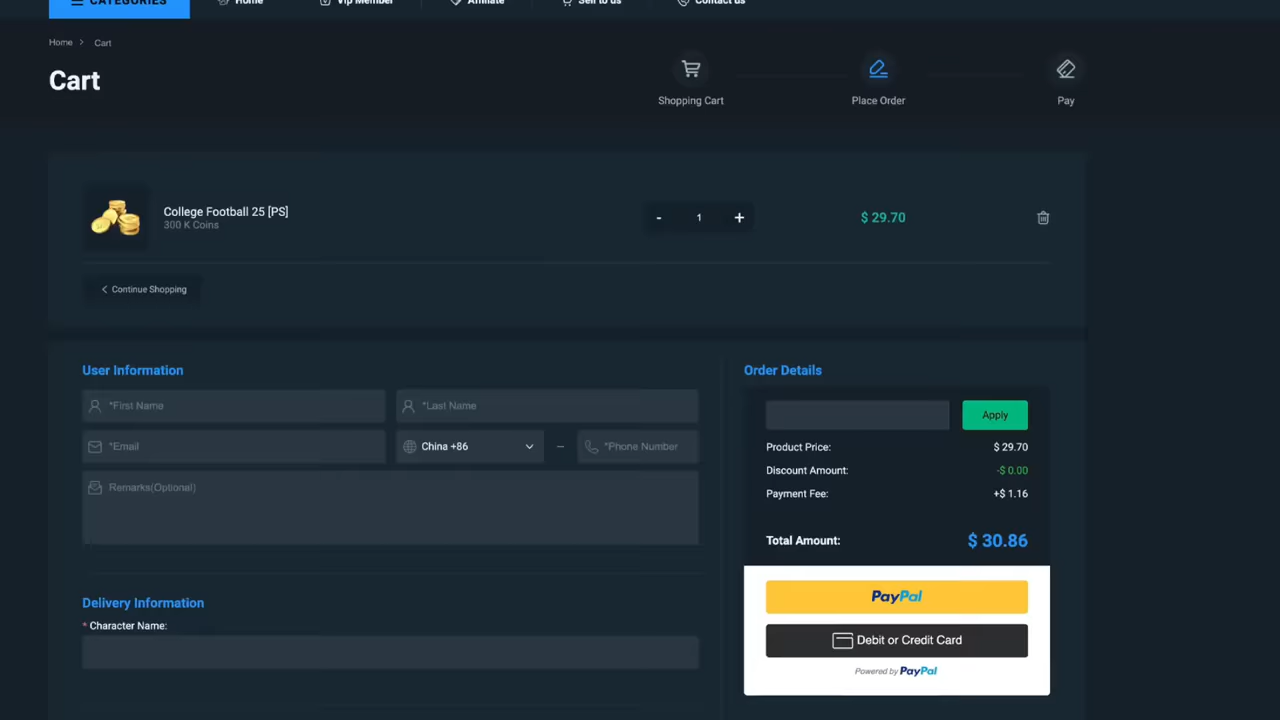 CATEGORIES
Home
Vip Member
Affiliate
Sell to us
Contact us
Home > Cart
Cart
Shopping Cart
Place Order
Pay
College Football 25 [PS]
300 K Coins
- 1 +
$ 29.70
< Continue Shopping
User Information
*First Name
*Last Name
*Email
China +86
–
*Phone Number
Remarks(Optional)
Delivery Information
* Character Name:
Order Details
Apply
Product Price: $ 29.70
Discount Amount: -$ 0.00
Payment Fee: +$ 1.16
Total Amount: $ 30.86
PayPal
Debit or Credit Card
Powered by PayPal